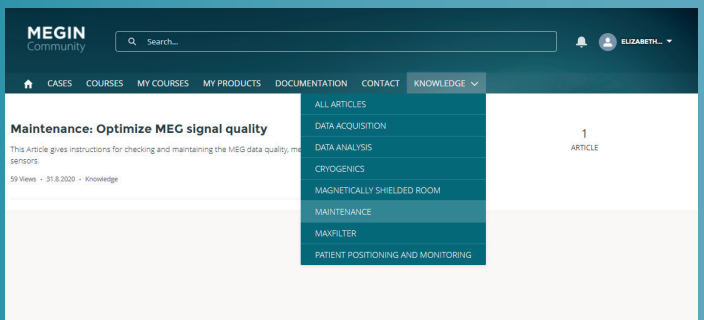 MEGIN
Community
Search...
ELIZABETH...
CASES COURSES MY COURSES MY PRODUCTS DOCUMENTATION CONTACT KNOWLEDGE
ALL ARTICLES
DATA ACQUISITION
DATA ANALYSIS
CRYOGENICS
MAGNETICALLY SHIELDED ROOM
MAINTENANCE
MAXFILTER
PATIENT POSITIONING AND MONITORING
Maintenance: Optimize MEG signal quality
This Article gives instructions for checking and maintaining the MEG data quality, me
sensors.
59 Views • 31.8.2020 • Knowledge
1
ARTICLE